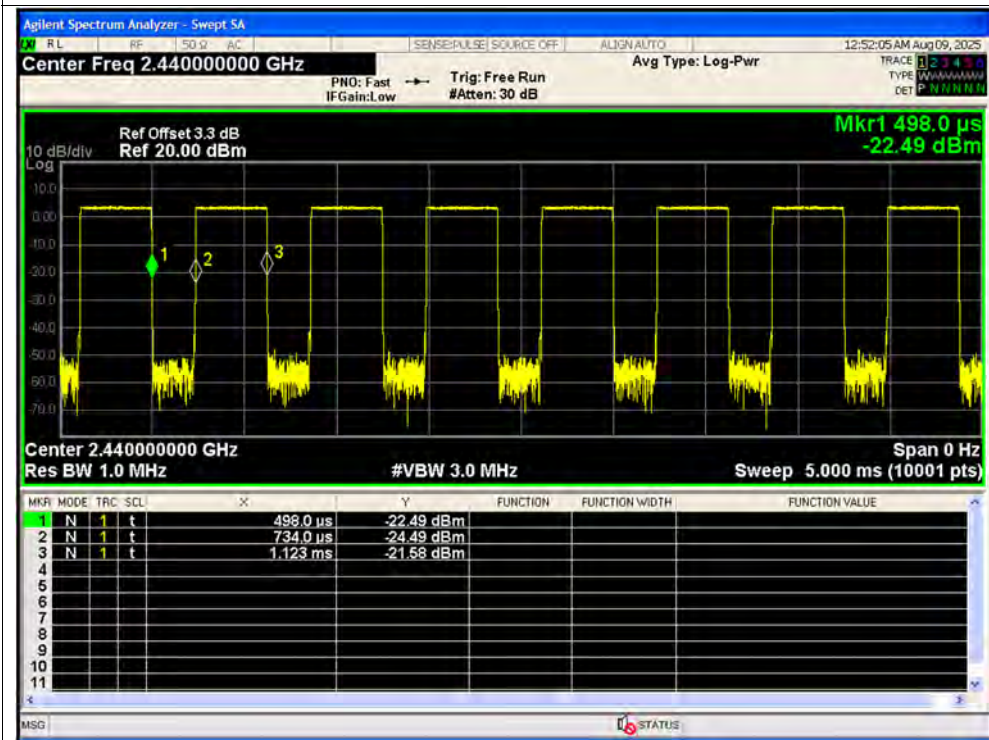 Agilent Spectrum Analyzer - Swept SA
RL RF 50 Ω AC SENSE:PULSE SOURCE OFF ALIGN AUTO 12:52:05 AM Aug 09, 2025
Center Freq 2.440000000 GHz
PNO: Fast Trig: Free Run Avg Type: Log-Pwr TRACE 1 2 3 4 5 6
IFGain:Low #Atten: 30 dB TYPE
DET P N N N N N
Mkr1 498.0 µs
-22.49 dBm
Ref Offset 3.3 dB
10 dB/div Ref 20.00 dBm
Log
10.0
0.00
-10.0
-20.0
-30.0
-40.0
-50.0
-60.0
-70.0
1 2 3
Center 2.440000000 GHz Span 0 Hz
Res BW 1.0 MHz #VBW 3.0 MHz Sweep 5.000 ms (10001 pts)
MKR MODE TRC SCL X Y FUNCTION FUNCTION WIDTH FUNCTION VALUE
1 N 1 t 498.0 µs -22.49 dBm
2 N 1 t 734.0 µs -24.49 dBm
3 N 1 t 1.123 ms -21.58 dBm
4
5
6
7
8
9
10
11
MSG STATUS